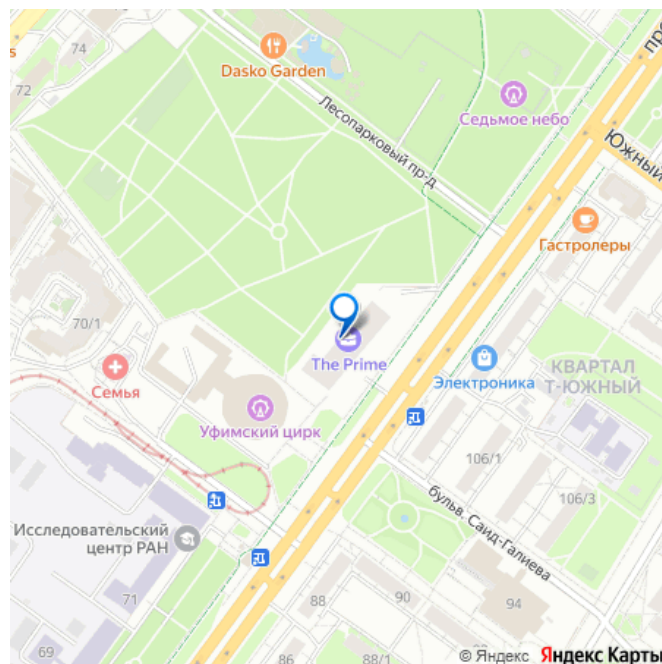 74
72
s
Dasko Garden
Лесопарковый пр-д
Седьмое небо
про
Южный
Гастролеры
The Prime
Электроника
КВАРТАЛ
Т-ЮЖНЫЙ
70/1
Семья
Уфимский цирк
106/1
106/3
бульв. Саид-Галиева
Исследовательский
центр РАН
71
69
88
90
94
88/1
© Яндекс Яндекс Карты